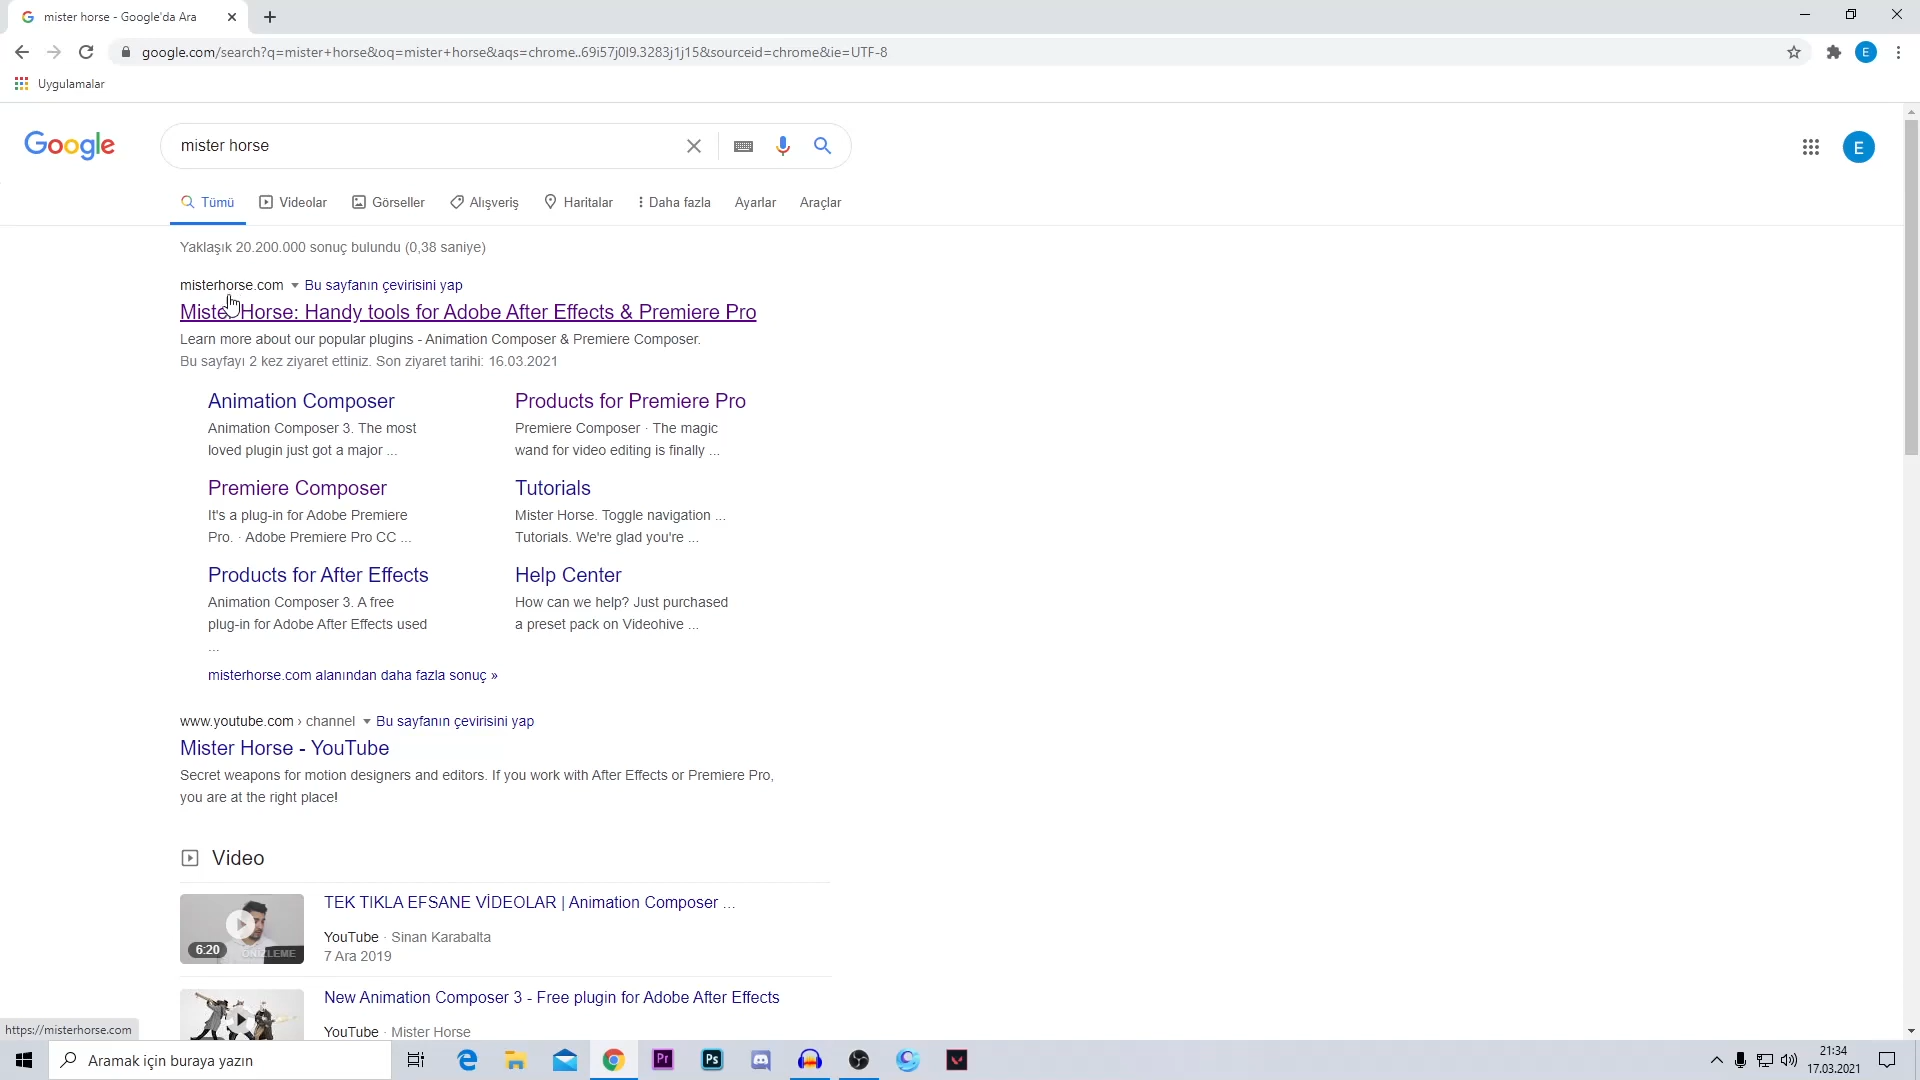 mister horse - Google'da Ara
google.com/search?q=mister+horse&oq=mister+horse&aqs=chrome..69i57j0l9.3283j1j15&sourceid=chrome&ie=UTF-8
E
Uygulamalar
Google
mister horse
E
Tümü
Videolar
Görseller
Alışveriş
Haritalar
Daha fazla
Ayarlar
Araçlar
Yaklaşık 20.200.000 sonuç bulundu (0,38 saniye)
misterhorse.com Bu sayfanın çevirisini yap
Mister Horse: Handy tools for Adobe After Effects & Premiere Pro
Learn more about our popular plugins - Animation Composer & Premiere Composer.
Bu sayfayı 2 kez ziyaret ettiniz. Son ziyaret tarihi: 16.03.2021
Animation Composer
Animation Composer 3. The most
loved plugin just got a major ...
Products for Premiere Pro
Premiere Composer · The magic
wand for video editing is finally ...
Premiere Composer
It's a plug-in for Adobe Premiere
Pro. · Adobe Premiere Pro CC ...
Tutorials
Mister Horse. Toggle navigation ...
Tutorials. We're glad you're ...
Products for After Effects
Animation Composer 3. A free
plug-in for Adobe After Effects used
...
Help Center
How can we help? Just purchased
a preset pack on Videohive ...
misterhorse.com alanından daha fazla sonuç »
www.youtube.com › channel Bu sayfanın çevirisini yap
Mister Horse - YouTube
Secret weapons for motion designers and editors. If you work with After Effects or Premiere Pro,
you are at the right place!
Video
6:20
ÖNİZLEME
TEK TIKLA EFSANE VİDEOLAR | Animation Composer ...
YouTube · Sinan Karabalta
7 Ara 2019
New Animation Composer 3 - Free plugin for Adobe After Effects
YouTube · Mister Horse
https://misterhorse.com
Aramak için buraya yazın
Pr
Ps
21:34
17.03.2021